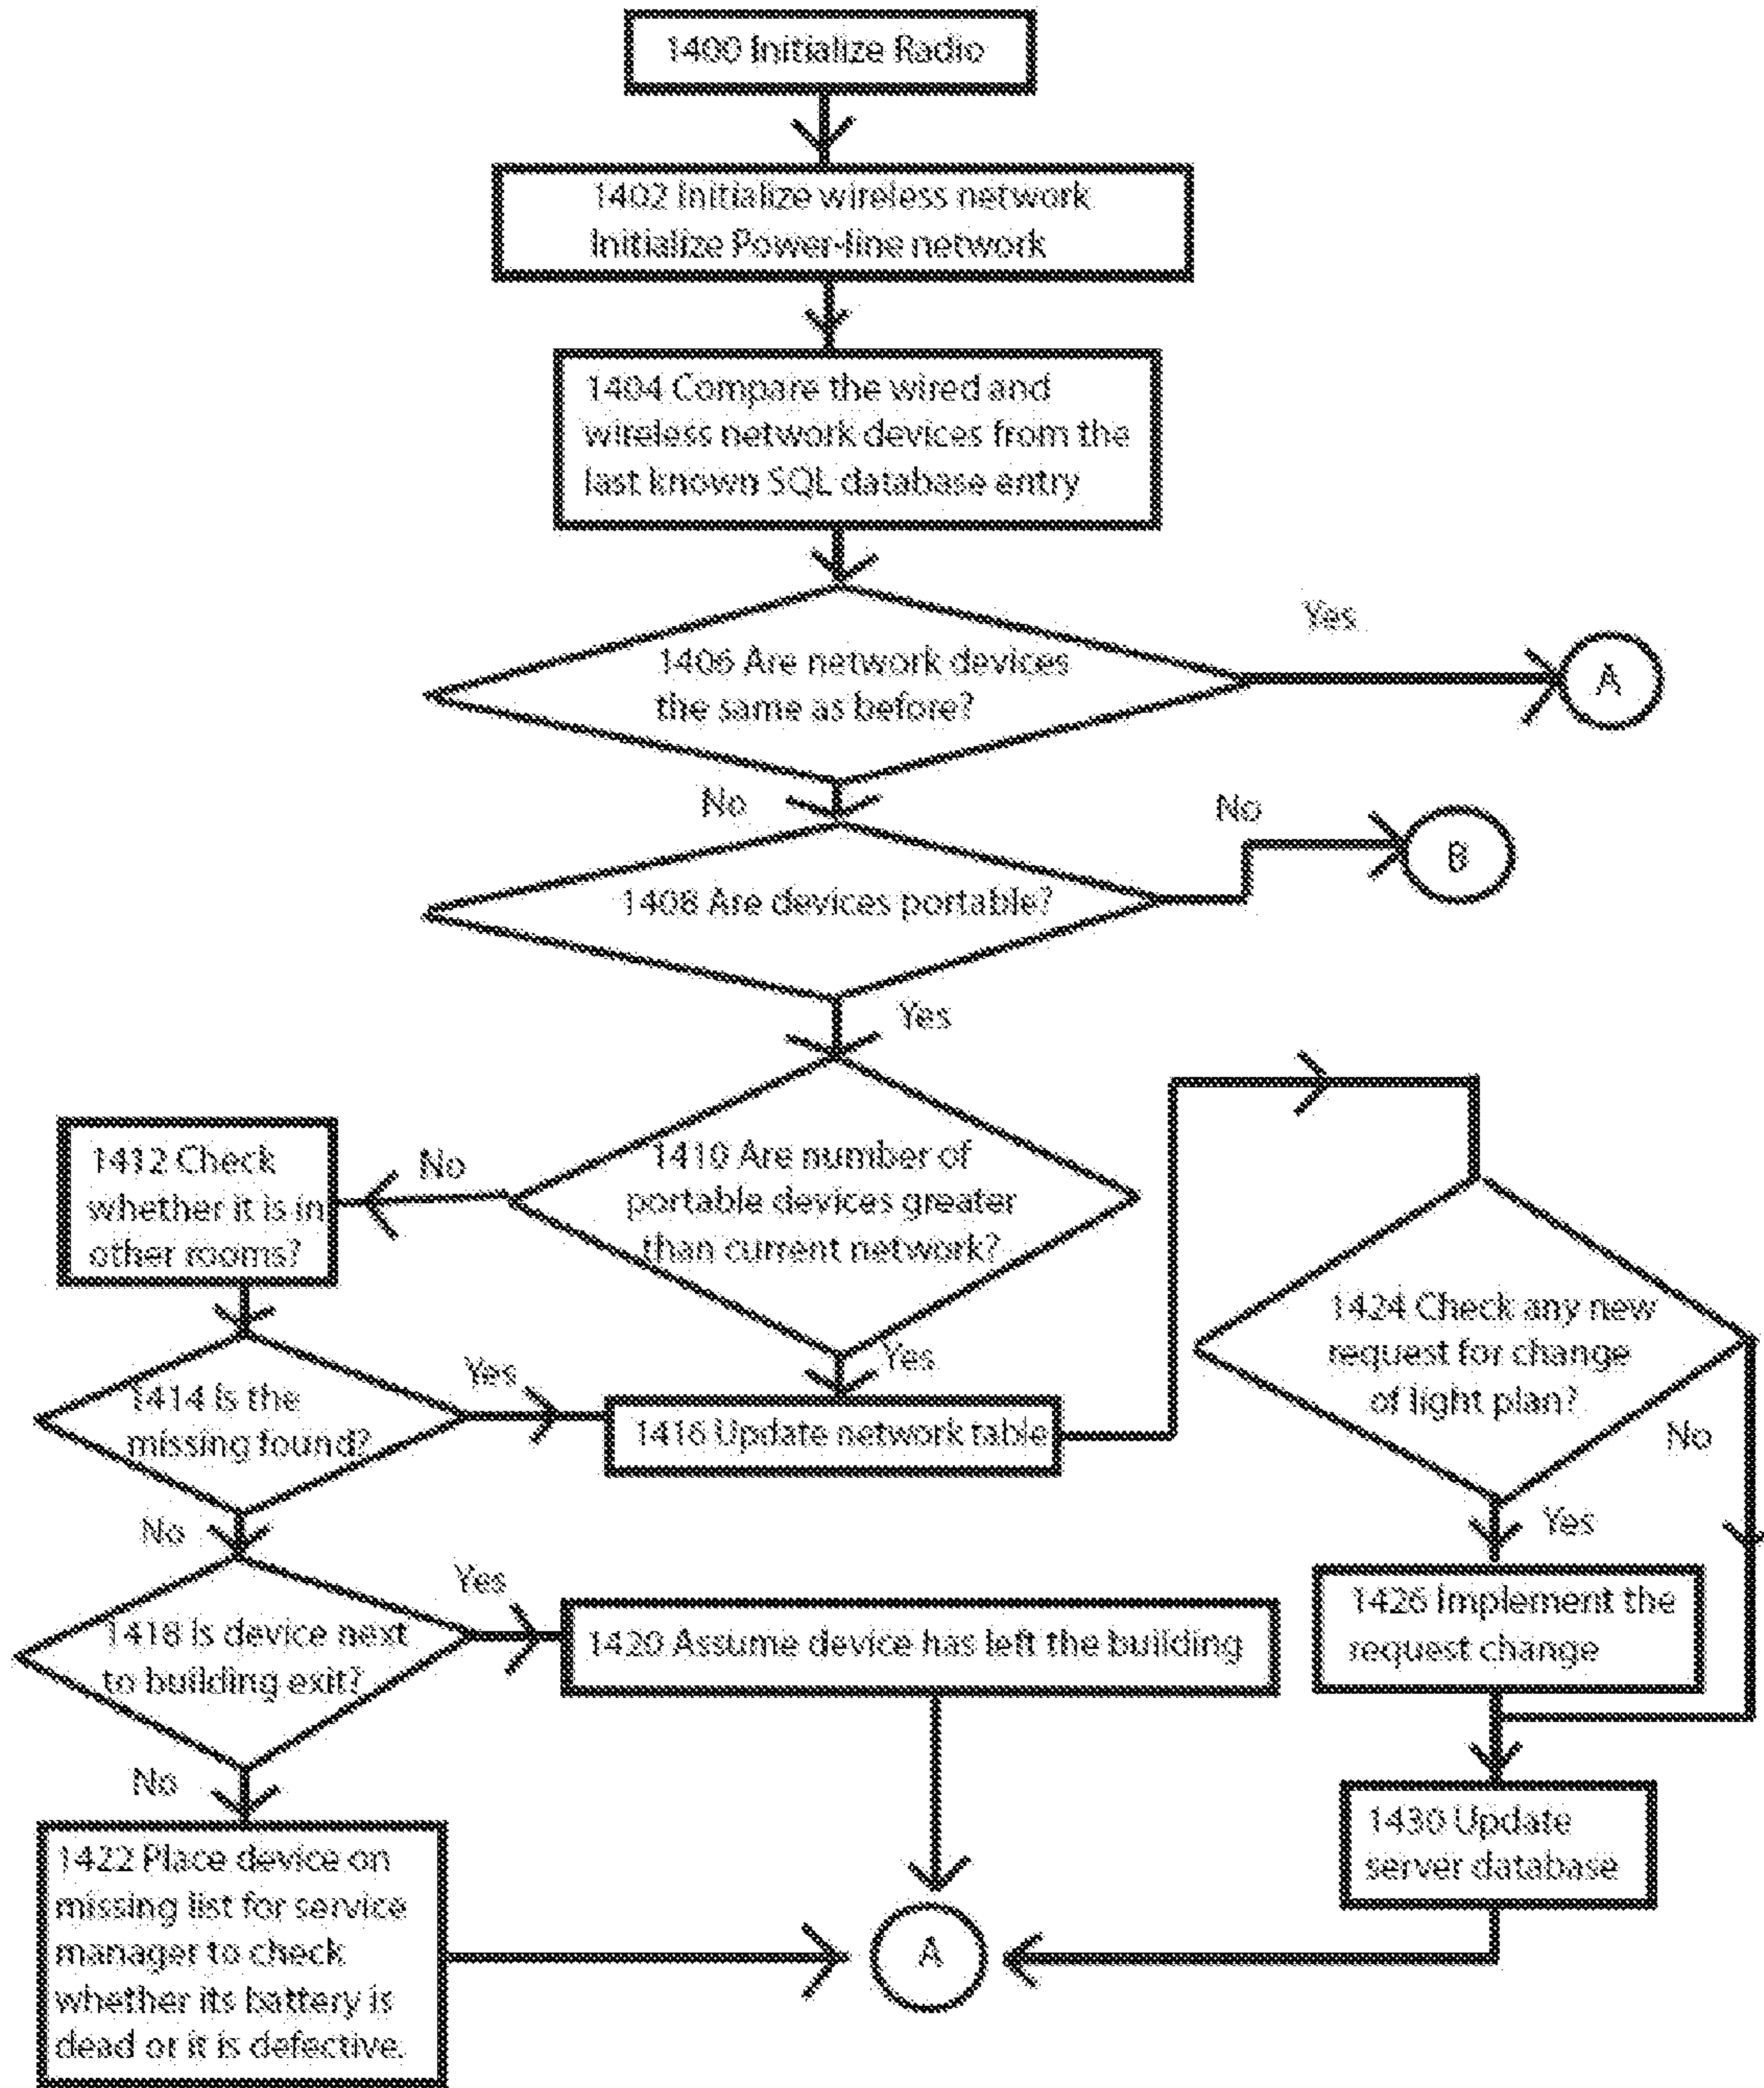 1400 Initialize Radio
1402 Initialize wireless network
Initialize Power-line network
1404 Compare the wired and
wireless network devices from the
last known SQL database entry
1406 Are network devices
the same as before?
Yes
A
No
1408 Are devices portable?
No
B
Yes
1410 Are number of
portable devices greater
than current network?
No
1412 Check
whether it is in
other rooms?
Yes
1414 Is the
missing found?
Yes
1416 Update network table
1424 Check any new
request for change
of light plan?
No
Yes
1426 Implement the
request change
No
1418 Is device next
to building exit?
Yes
1420 Assume device has left the building
No
1422 Place device on
missing list for service
manager to check
whether its battery is
dead or it is defective.
A
1430 Update
server database